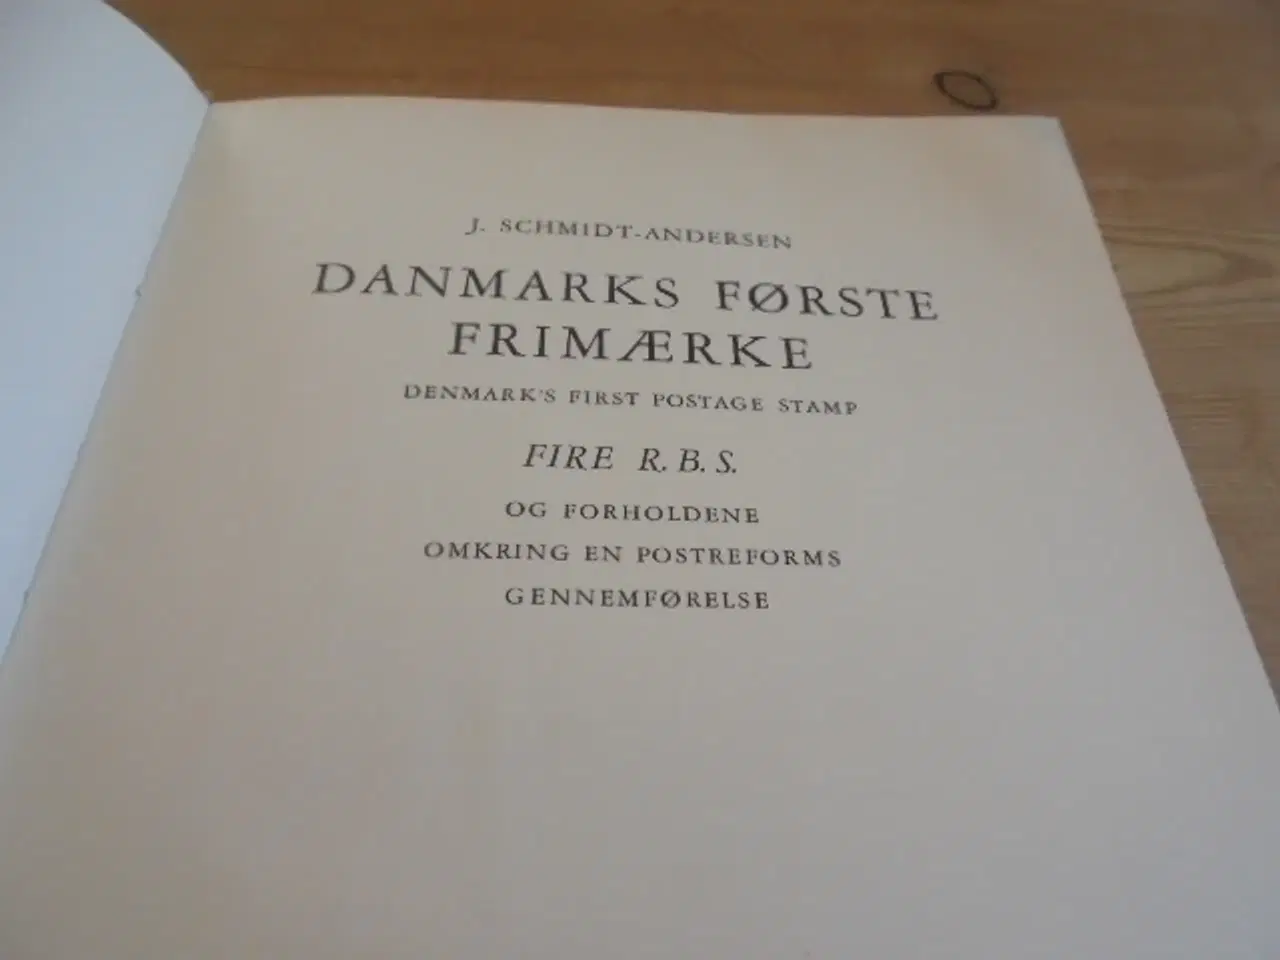 J. SCHMIDT-ANDERSEN
DANMARKS FØRSTE
FRIMÆRKE
DENMARK'S FIRST POSTAGE STAMP
FIRE R. B. S.
OG FORHOLDENE
OMKRING EN POSTREFORMS
GENNEMFØRELSE